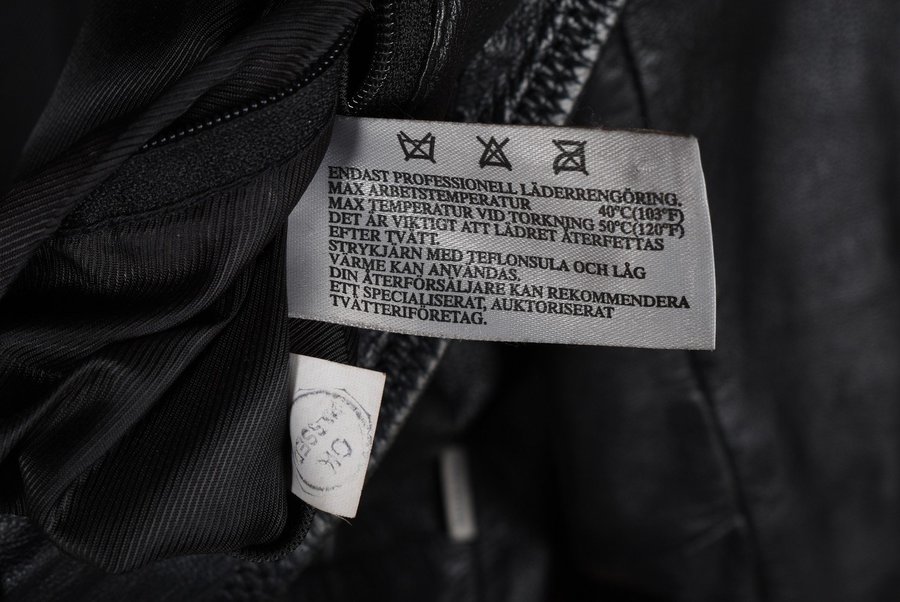 ENDAST PROFESSIONELL LÄDERRENGÖRING.
MAX ARBETSTEMPERATUR 40°C(103°F)
MAX TEMPERATUR VID TORKNING 50°C(120°F)
DET ÄR VIKTIGT ATT LÄDRET ÅTERFETTAS
EFTER TVÄTT.
STRYKJÄRN MED TEFLONSULA OCH LÅG
VÄRME KAN ANVÄNDAS.
DIN ÅTERFÖRSÄLJARE KAN REKOMMENDERA
ETT SPECIALISERAT, AUKTORISERAT
TVÄTTERIFÖRETAG.
OK